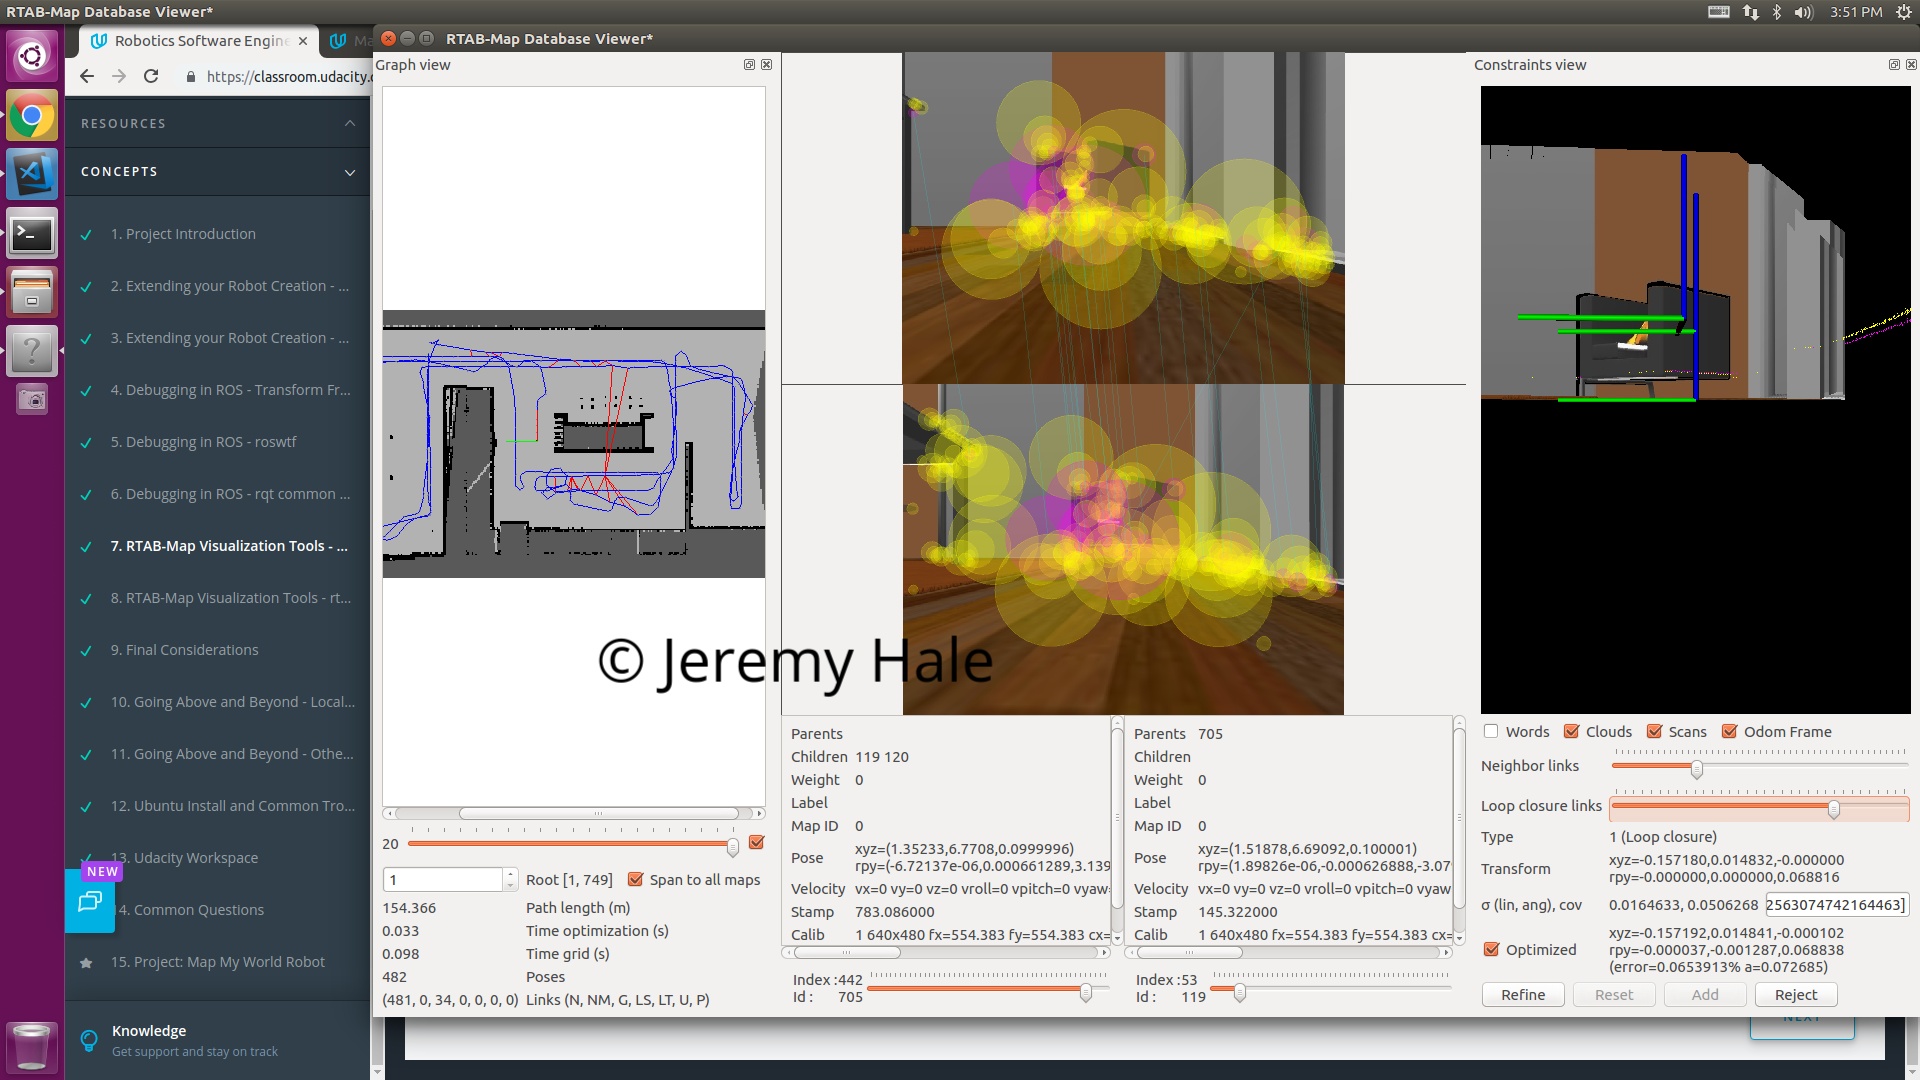 RTAB-Map Database Viewer*
3:51 PM
Robotics Software Engine
Ma
https://classroom.udacity.c
RESOURCES
CONCEPTS
1. Project Introduction
2. Extending your Robot Creation - ...
3. Extending your Robot Creation - ...
4. Debugging in ROS - Transform Fr...
5. Debugging in ROS - roswtf
6. Debugging in ROS - rqt common ...
7. RTAB-Map Visualization Tools - ...
8. RTAB-Map Visualization Tools - rt...
9. Final Considerations
10. Going Above and Beyond - Local...
11. Going Above and Beyond - Othe...
12. Ubuntu Install and Common Tro...
13. Udacity Workspace
NEW
14. Common Questions
15. Project: Map My World Robot
Knowledge
Get support and stay on track
RTAB-Map Database Viewer*
Graph view
20
1 Root [1, 749] Span to all maps
154.366 Path length (m)
0.033 Time optimization (s)
0.098 Time grid (s)
482 Poses
(481, 0, 34, 0, 0, 0, 0) Links (N, NM, G, LS, LT, U, P)
© Jeremy Hale
Parents
Children 119 120
Weight 0
Label
Map ID 0
Pose xyz=(1.35233,6.7708,0.0999996)
rpy=(-6.72137e-06,0.000661289,3.139
Velocity vx=0 vy=0 vz=0 vroll=0 vpitch=0 vyaw=
Stamp 783.086000
Calib 1 640x480 fx=554.383 fy=554.383 cx=
Index :442
Id : 705
Parents 705
Children
Weight 0
Label
Map ID 0
Pose xyz=(1.51878,6.69092,0.100001)
rpy=(1.89826e-06,-0.000626888,-3.07
Velocity vx=0 vy=0 vz=0 vroll=0 vpitch=0 vyaw
Stamp 145.322000
Calib 1 640x480 fx=554.383 fy=554.383 cx=
Index :53
Id : 119
Constraints view
Words Clouds Scans Odom Frame
Neighbor links
Loop closure links
Type 1 (Loop closure)
Transform xyz=-0.157180,0.014832,-0.000000
rpy=-0.000000,0.000000,0.068816
σ (lin, ang), cov 0.0164633, 0.0506268 2563074742164463]
Optimized xyz=-0.157192,0.014841,-0.000102
rpy=-0.000037,-0.001287,0.068838
(error=0.0653913% a=0.072685)
Refine Reset Add Reject
NEXT